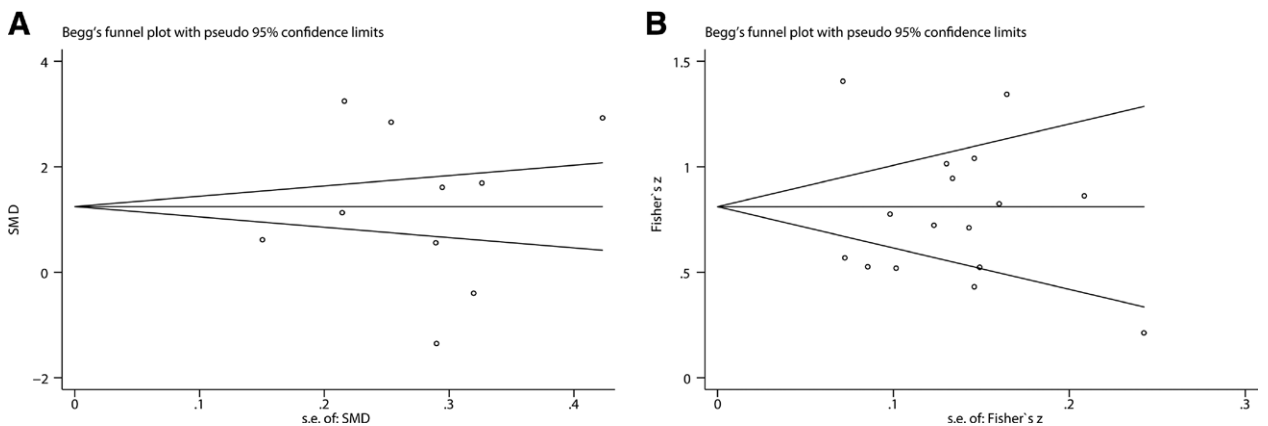 A
Begg's funnel plot with pseudo 95% confidence limits
4
2
0
−2
SMD
0
.1
.2
.3
.4
s.e. of: SMD
B
Begg's funnel plot with pseudo 95% confidence limits
1.5
1
.5
0
Fisher`s z
0
.1
.2
.3
s.e. of: Fisher`s z